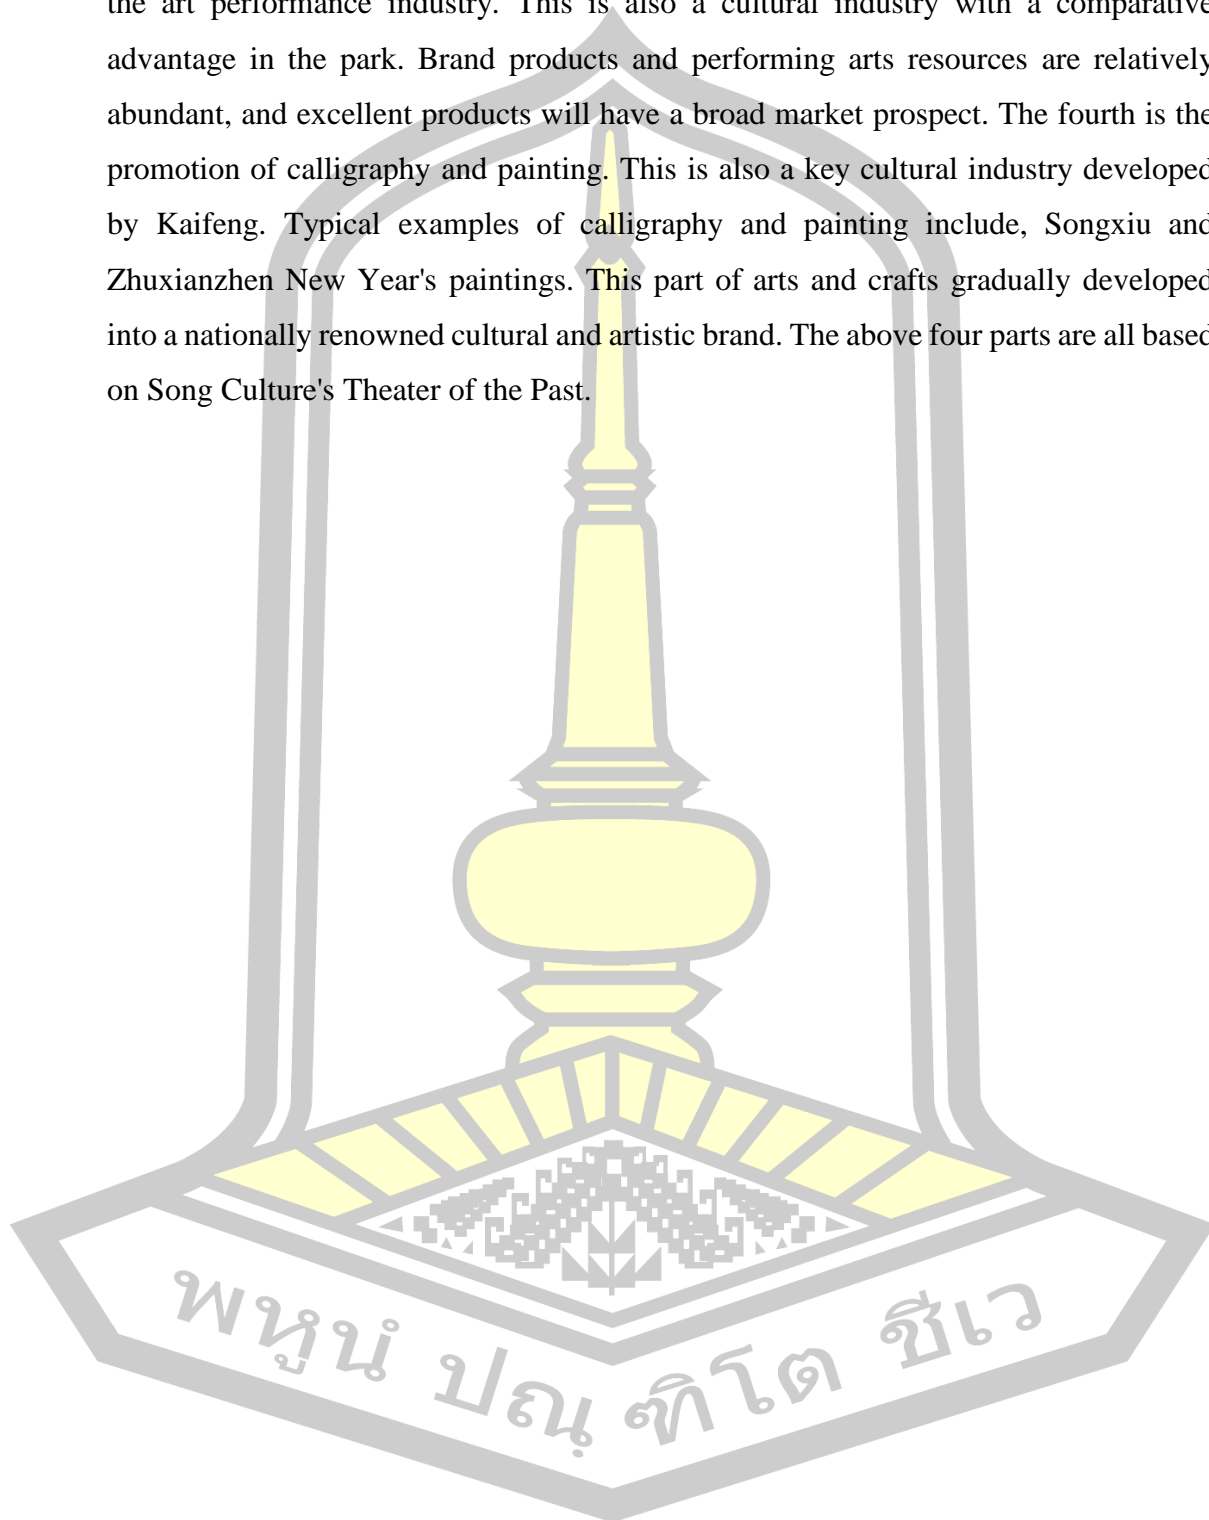 the art performance industry. This is also a cultural industry with a comparative
advantage in the park. Brand products and performing arts resources are relatively
abundant, and excellent products will have a broad market prospect. The fourth is the
promotion of calligraphy and painting. This is also a key cultural industry developed
by Kaifeng. Typical examples of calligraphy and painting include, Songxiu and
Zhuxianzhen New Year's paintings. This part of arts and crafts gradually developed
into a nationally renowned cultural and artistic brand. The above four parts are all based
on Song Culture's Theater of the Past.
พหูนํ ปณฺฑิโต ชีเว